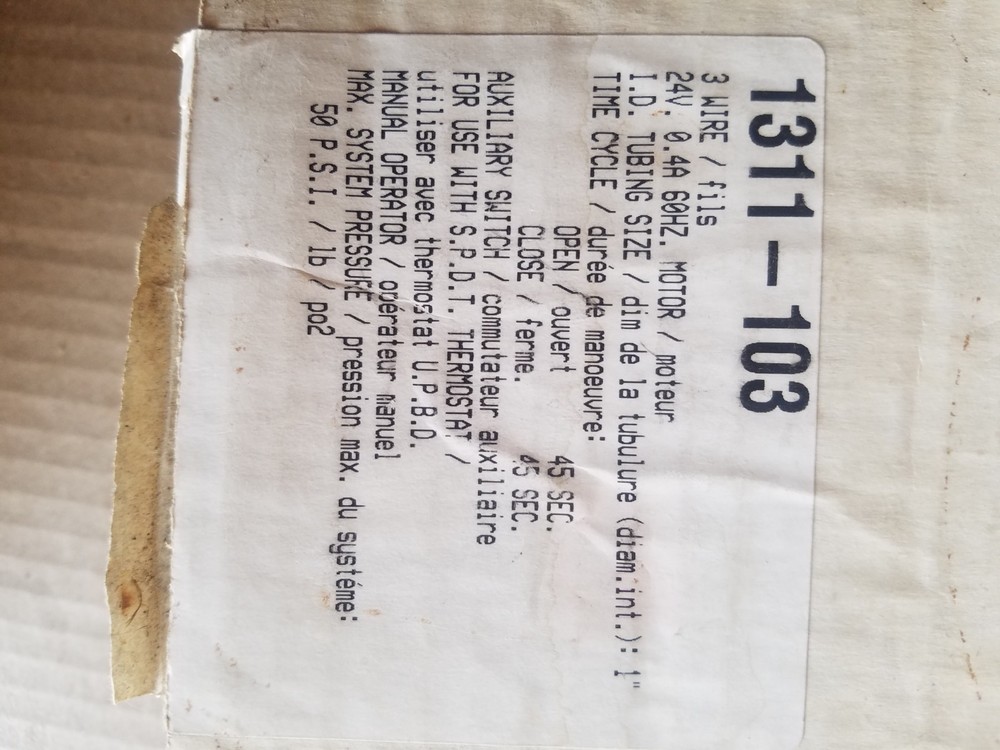 1311-103
3 WIRE / fils
24V. 0.4A 60HZ. MOTOR / moteur
I.D. TUBING SIZE / dim de la tubulure (diam.int.): 1"
TIME CYCLE / durée de manoeuvre:
OPEN / ouvert 45 SEC.
CLOSE / ferme. 45 SEC.
AUXILIARY SWITCH / commutateur auxiliaire
FOR USE WITH S.P.D.T. THERMOSTAT /
utiliser avec thermostat U.P.B.D.
MANUAL OPERATOR / opérateur manuel
MAX. SYSTEM PRESSURE / pression max. du systéme:
50 P.S.I. / lb / po2